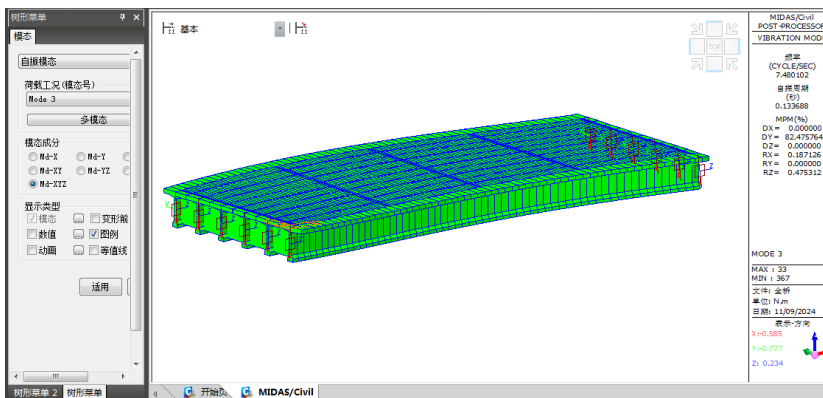 树形菜单
模态
自振模态
荷载工况(模态号)
Mode 3
多模态
模态成分
Md-X Md-Y
Md-XY Md-YZ
Md-XYZ
显示类型
模态 ... 变形前
数值 ... 图例
动画 ... 等值线
适用
树形菜单 2 树形菜单
基本
TOP
开始页 MIDAS/Civil
MIDAS/Civil
POST-PROCESSOR
VIBRATION MODE
频率
(CYCLE/SEC)
7.480102
自振周期
(秒)
0.133688
MPM(%)
DX= 0.000000
DY= 82.475764
DZ= 0.000000
RX= 0.187126
RY= 0.000000
RZ= 0.475312
MODE 3
MAX : 33
MIN : 367
文件: 全桥
单位: N,m
日期: 11/09/2024
表示-方向
X:-0.585
Y:-0.777
Z: 0.234